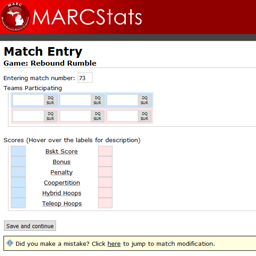 MARC
MARCStats
Match Entry
Game: Rebound Rumble
Entering match number: 73
Teams Participating
DQ DQ DQ
SUR SUR SUR
DQ DQ DQ
SUR SUR SUR
Scores (Hover over the labels for description)
Bskt Score
Bonus
Penalty
Coopertition
Hybrid Hoops
Teleop Hoops
Save and continue
Did you make a mistake? Click here to jump to match modification.